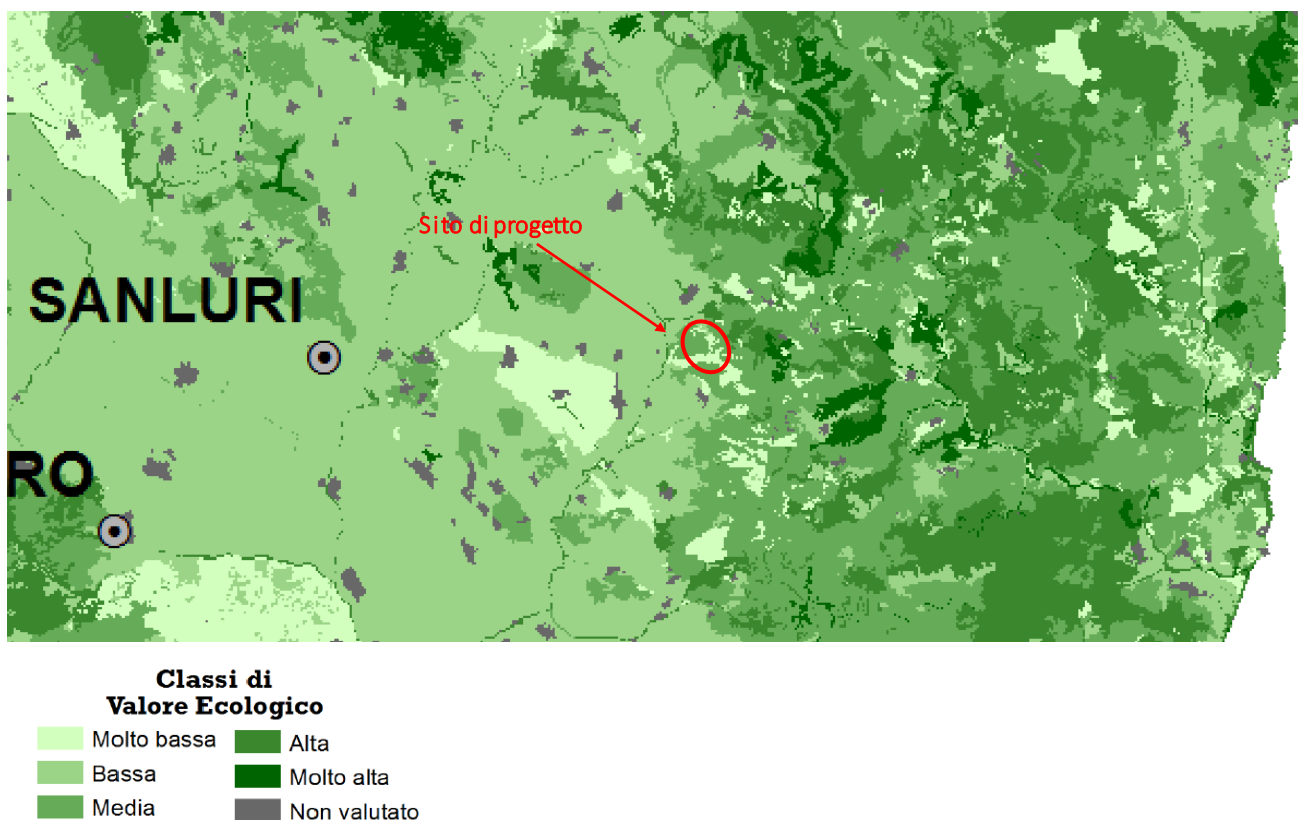 Sito di progetto
SANLURI
RO
Classi di
Valore Ecologico
Molto bassa
Alta
Bassa
Molto alta
Media
Non valutato